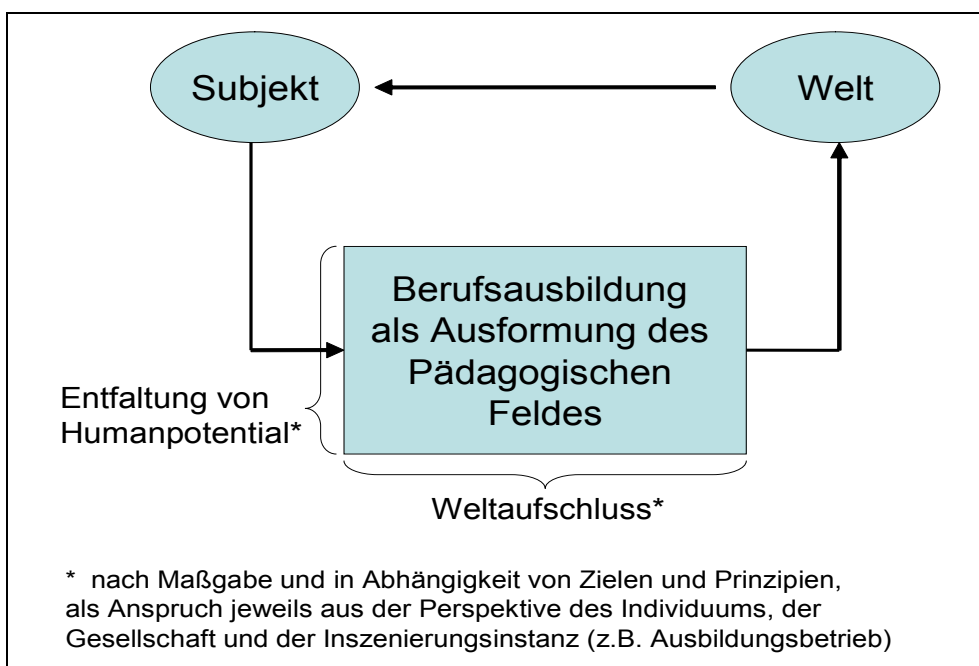 Subjekt
Welt
Berufsausbildung
als Ausformung des
Pädagogischen
Feldes
Entfaltung von
Humanpotential*
Weltaufschluss*
* nach Maßgabe und in Abhängigkeit von Zielen und Prinzipien,
als Anspruch jeweils aus der Perspektive des Individuums, der
Gesellschaft und der Inszenierungsinstanz (z.B. Ausbildungsbetrieb)